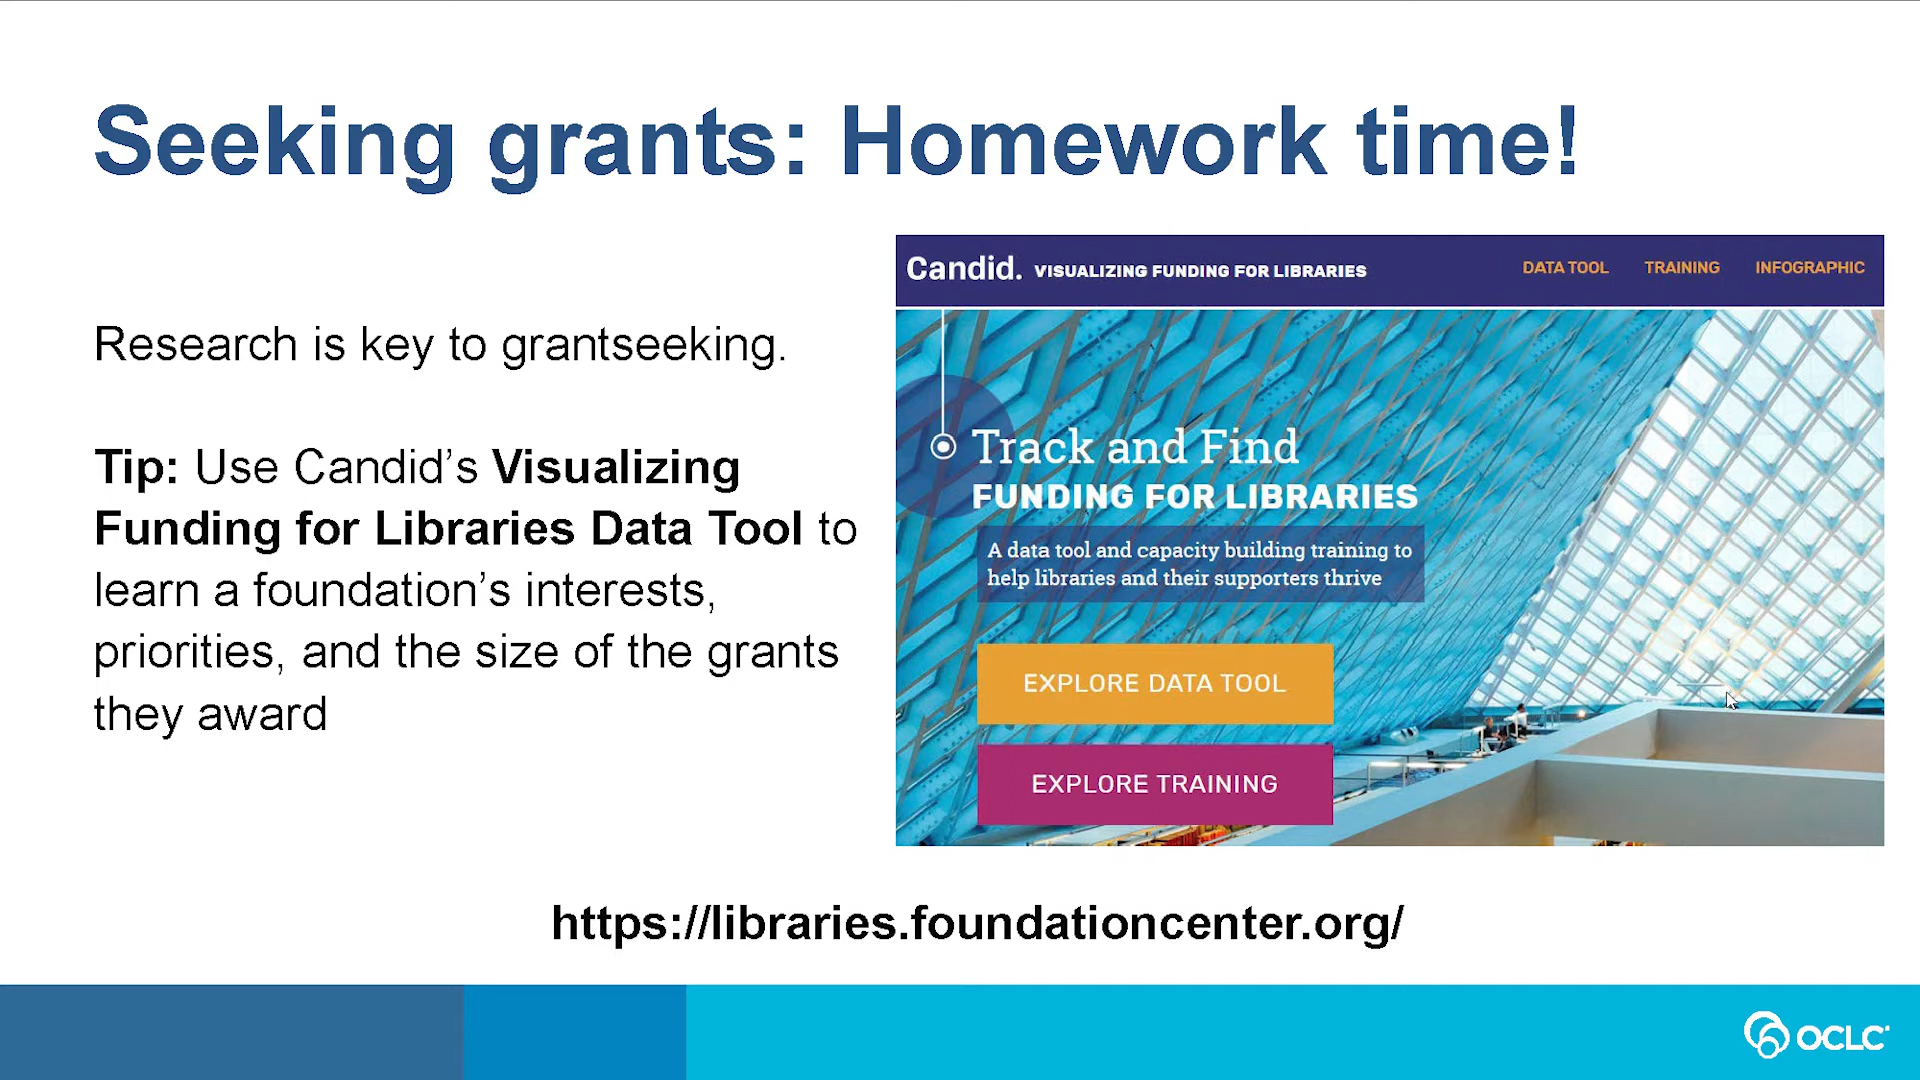 Seeking grants: Homework time!
Research is key to grantseeking.
Tip: Use Candid’s Visualizing
Funding for Libraries Data Tool to
learn a foundation’s interests,
priorities, and the size of the grants
they award
Candid. VISUALIZING FUNDING FOR LIBRARIES
DATA TOOL TRAINING INFOGRAPHIC
Track and Find
FUNDING FOR LIBRARIES
A data tool and capacity building training to
help libraries and their supporters thrive
EXPLORE DATA TOOL
EXPLORE TRAINING
https://libraries.foundationcenter.org/
OCLC